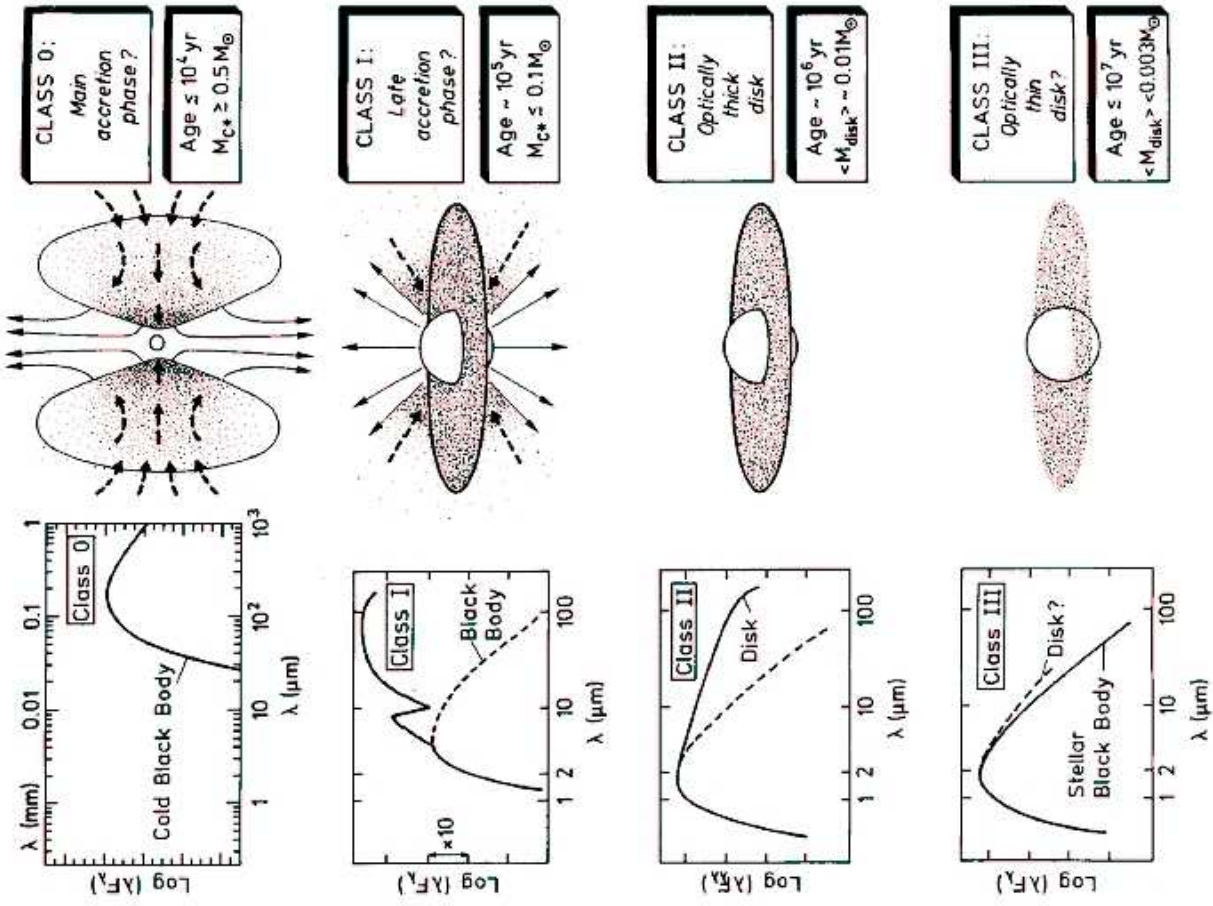 λ (mm) 0.01 0.1 1
Log (λF_λ)
Class 0
Cold Black Body
1 10 10² 10³
λ (μm)
CLASS 0:
Main
accretion
phase?
Age ≤ 10⁴ yr
M_C* ≥ 0.5 M_⊙
Log (λF_λ)
×10
Class I
Black
Body
1 2 10 100
λ (μm)
CLASS I:
Late
accretion
phase?
Age ~ 10⁵ yr
M_C* ≤ 0.1 M_⊙
Log (λF_λ)
Class II
Disk
1 2 10 100
λ (μm)
CLASS II:
Optically
thick
disk
Age ~ 10⁶ yr
<M_disk> ~ 0.01 M_⊙
Log (λF_λ)
Class III
Disk?
Stellar
Black Body
1 2 10 100
λ (μm)
CLASS III:
Optically
thin
disk?
Age ≤ 10⁷ yr
<M_disk> < 0.003 M_⊙